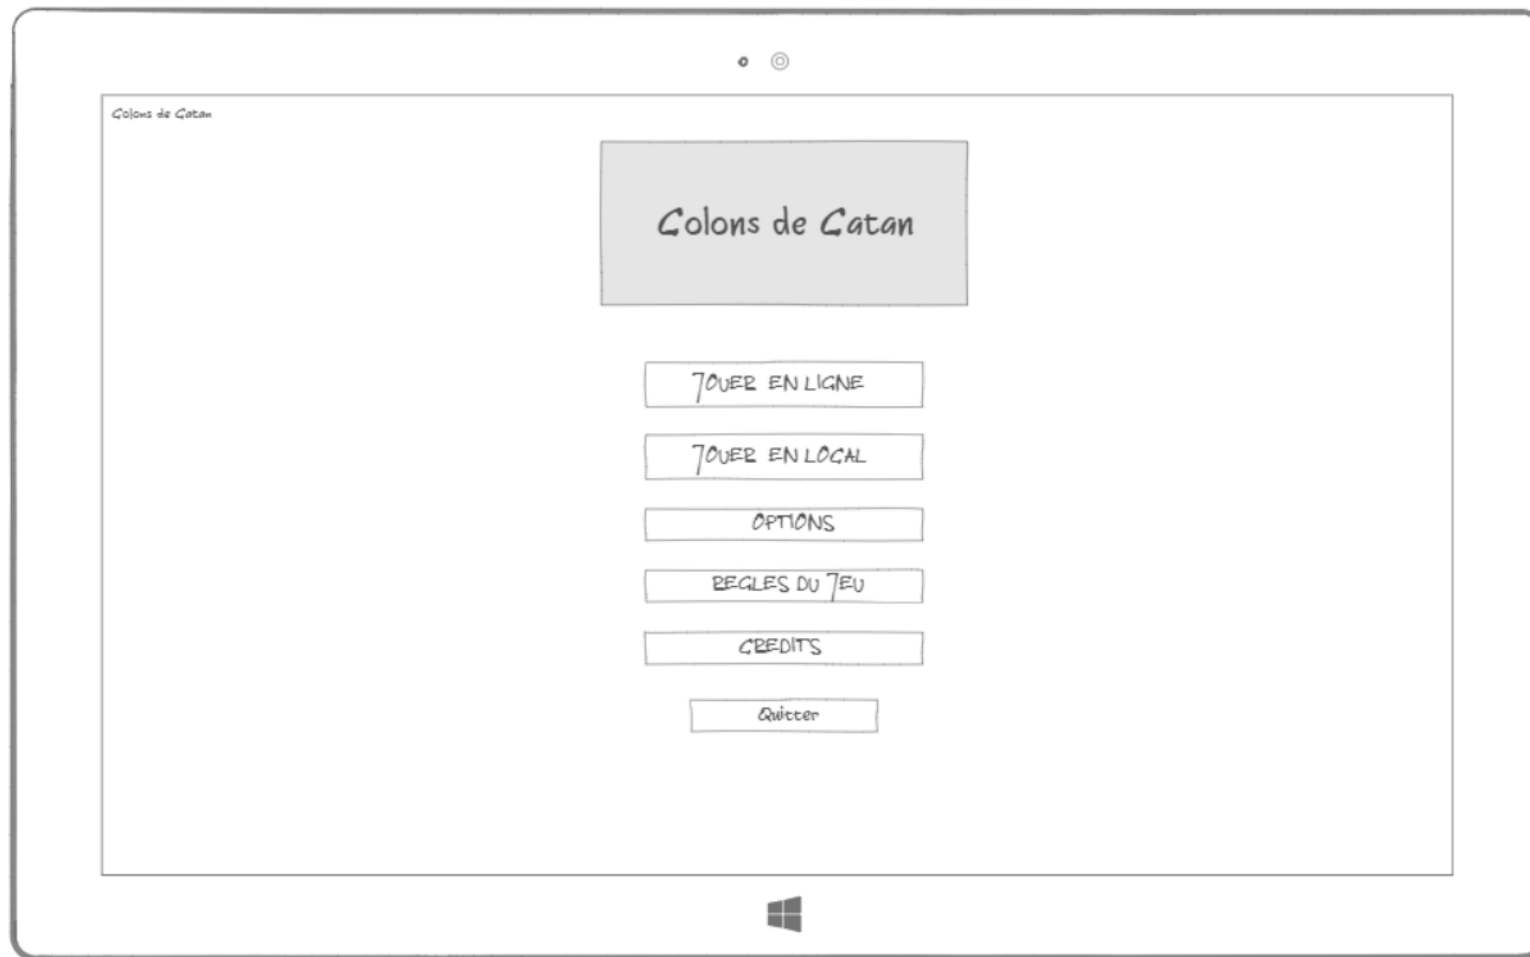 Colons de Catan
Colons de Catan
JOUER EN LIGNE
JOUER EN LOCAL
OPTIONS
REGLES DU JEU
CREDITS
Quitter